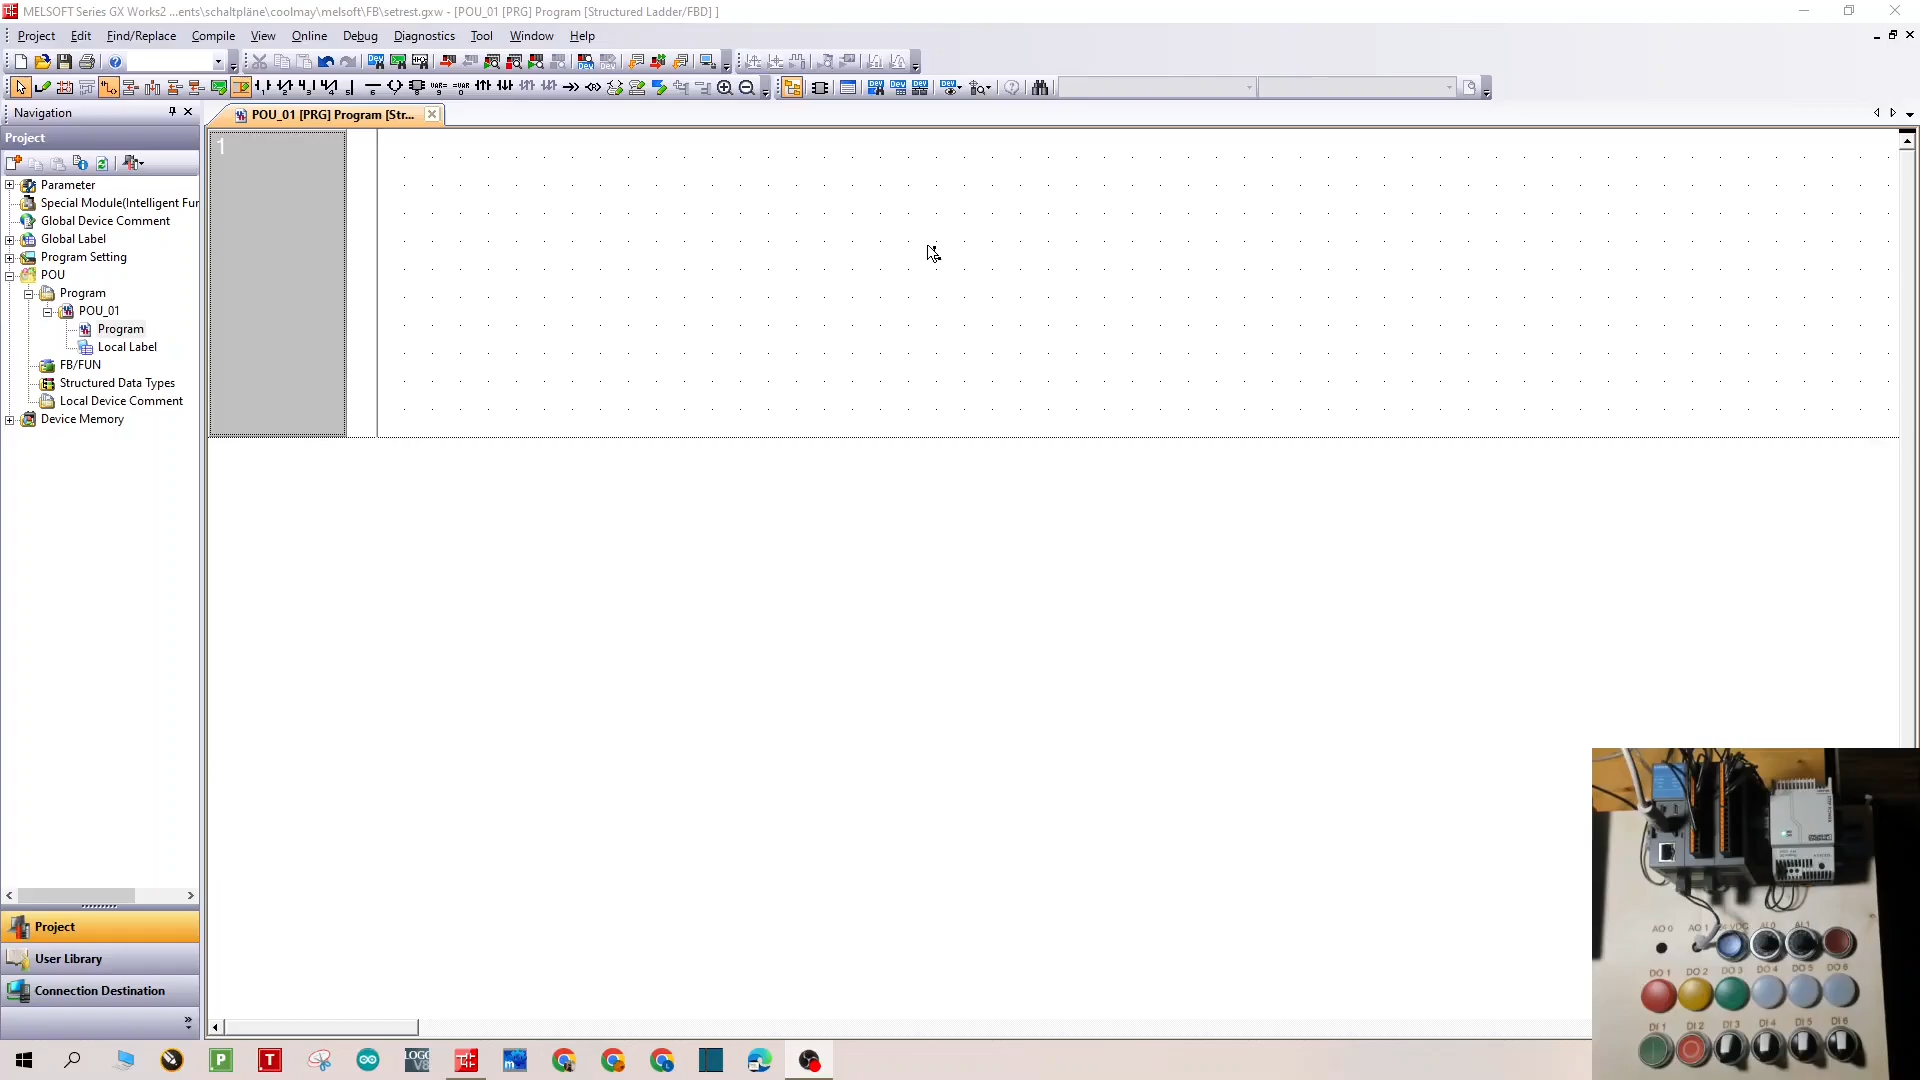 MELSOFT Series GX Works2 ...ents\schaltpläne\coolmay\melsoft\FB\setrest.gxw - [POU_01 [PRG] Program [Structured Ladder/FBD] ]
Project Edit Find/Replace Compile View Online Debug Diagnostics Tool Window Help
Navigation
POU_01 [PRG] Program [Str...
Project
1
Parameter
Special Module(Intelligent Fur
Global Device Comment
Global Label
Program Setting
POU
Program
POU_01
Program
Local Label
FB/FUN
Structured Data Types
Local Device Comment
Device Memory
Project
User Library
Connection Destination
AO 0 AO 1 AI 0 AI 1
DO 1 DO 2 DO 3 DO 4 DO 5 DO 6
DI 1 DI 2 DI 3 DI 4 DI 5 DI 6